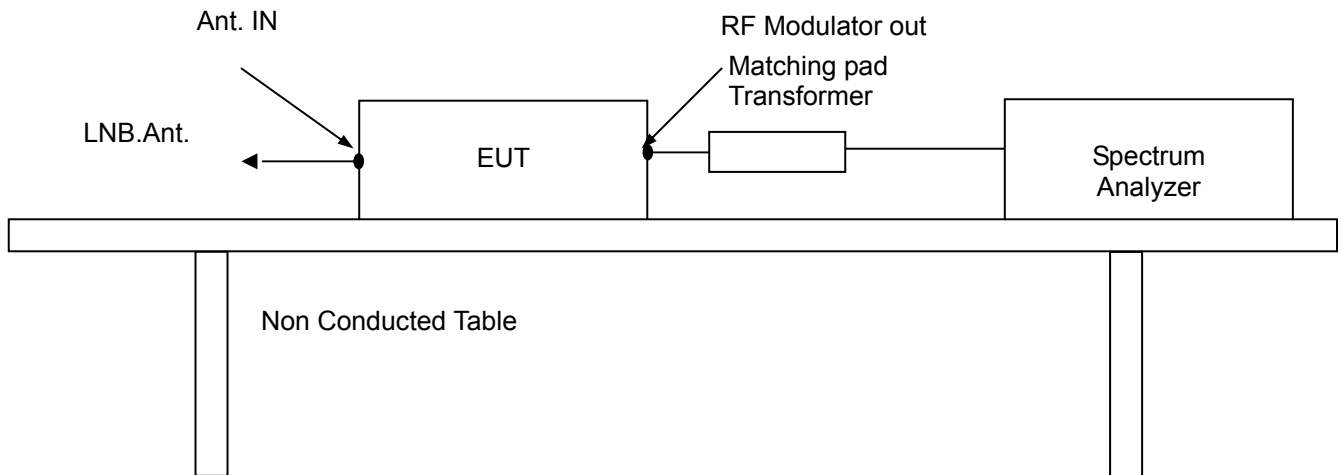 Ant. IN
RF Modulator out
Matching pad
Transformer
LNB.Ant.
EUT
Spectrum
Analyzer
Non Conducted Table